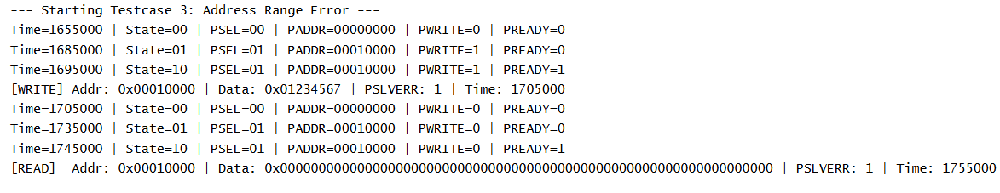 --- Starting Testcase 3: Address Range Error ---
Time=1655000 | State=00 | PSEL=00 | PADDR=00000000 | PWRITE=0 | PREADY=0
Time=1685000 | State=01 | PSEL=01 | PADDR=00010000 | PWRITE=1 | PREADY=0
Time=1695000 | State=10 | PSEL=01 | PADDR=00010000 | PWRITE=1 | PREADY=1
[WRITE] Addr: 0x00010000 | Data: 0x01234567 | PSLVERR: 1 | Time: 1705000
Time=1705000 | State=00 | PSEL=00 | PADDR=00000000 | PWRITE=0 | PREADY=0
Time=1735000 | State=01 | PSEL=01 | PADDR=00010000 | PWRITE=0 | PREADY=0
Time=1745000 | State=10 | PSEL=01 | PADDR=00010000 | PWRITE=0 | PREADY=1
[READ]  Addr: 0x00010000 | Data: 0x0000000000000000000000000000000000000000000000000000000000000000 | PSLVERR: 1 | Time: 1755000